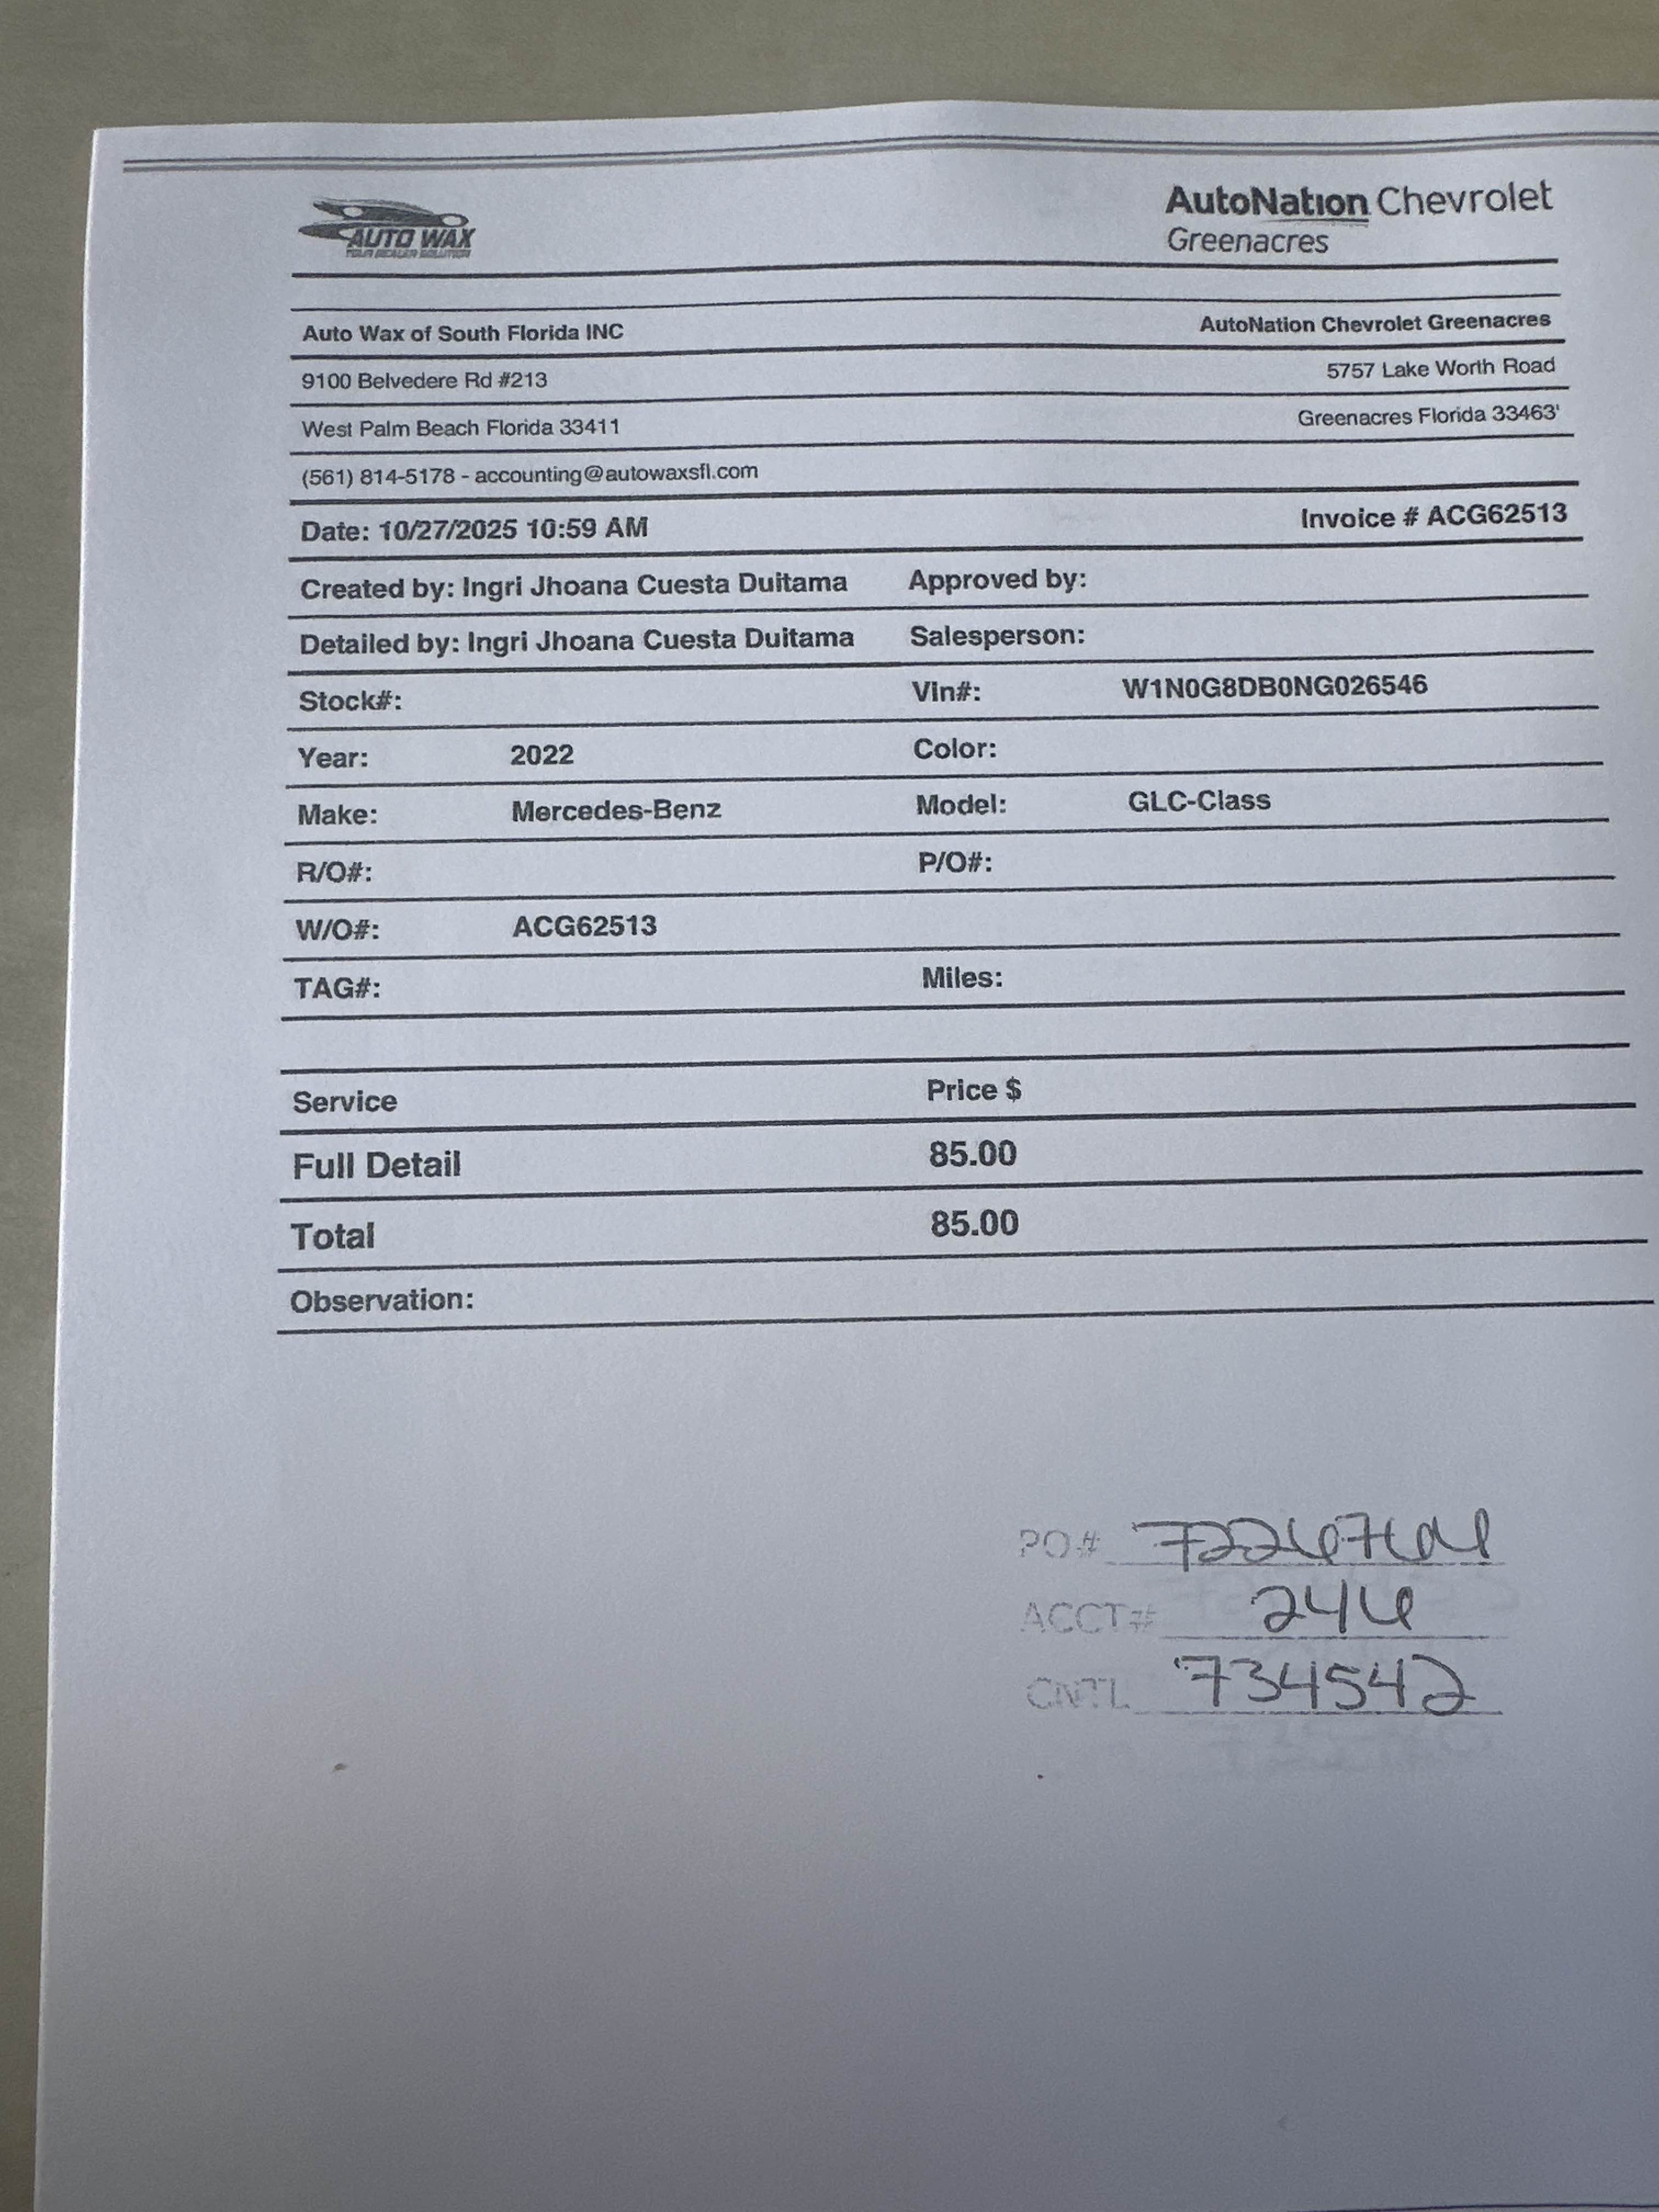 AUTO WAX
YOUR DEALER SOLUTION
AutoNation Chevrolet
Greenacres
Auto Wax of South Florida INC AutoNation Chevrolet Greenacres
9100 Belvedere Rd #213 5757 Lake Worth Road
West Palm Beach Florida 33411 Greenacres Florida 33463'
(561) 814-5178 - accounting@autowaxsfl.com
Date: 10/27/2025 10:59 AM Invoice # ACG62513
Created by: Ingri Jhoana Cuesta Duitama Approved by:
Detailed by: Ingri Jhoana Cuesta Duitama Salesperson:
Stock#: Vin#: W1N0G8DB0NG026546
Year: 2022 Color:
Make: Mercedes-Benz Model: GLC-Class
R/O#: P/O#:
W/O#: ACG62513
TAG#: Miles:
Service Price $
Full Detail 85.00
Total 85.00
Observation:
PO#
ACCT# 246
CNTL 734542